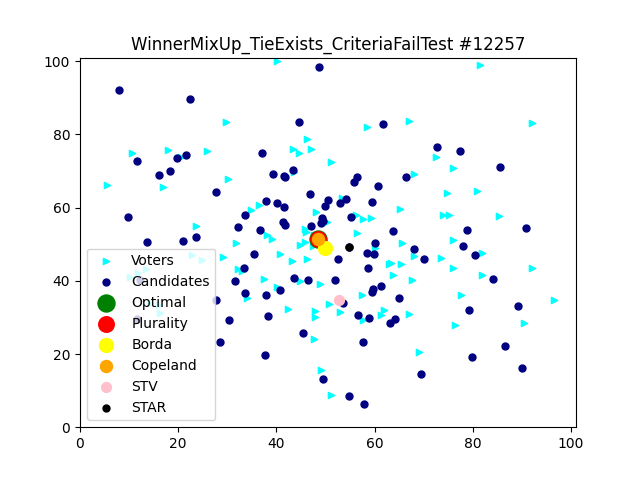 WinnerMixUp_TieExists_CriteriaFailTest #12257
100
80
60
40
20
0
Voters
Candidates
Optimal
Plurality
Borda
Copeland
STV
STAR
0 20 40 60 80 100